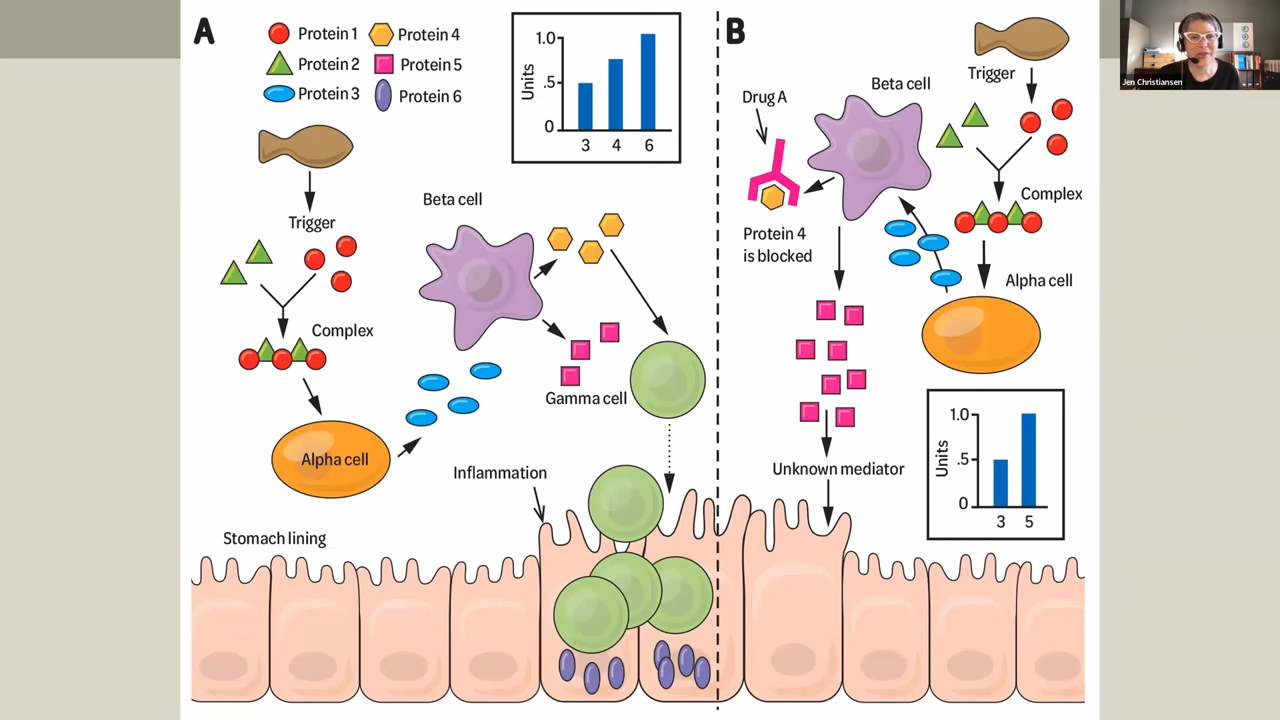 A
Protein 1
Protein 2
Protein 3
Protein 4
Protein 5
Protein 6
Units
1.0
.5
0
3 4 6
Trigger
Complex
Alpha cell
Beta cell
Gamma cell
Inflammation
Stomach lining
B
Drug A
Beta cell
Trigger
Complex
Alpha cell
Protein 4
is blocked
Unknown mediator
Units
1.0
.5
0
3 5
Jen Christiansen